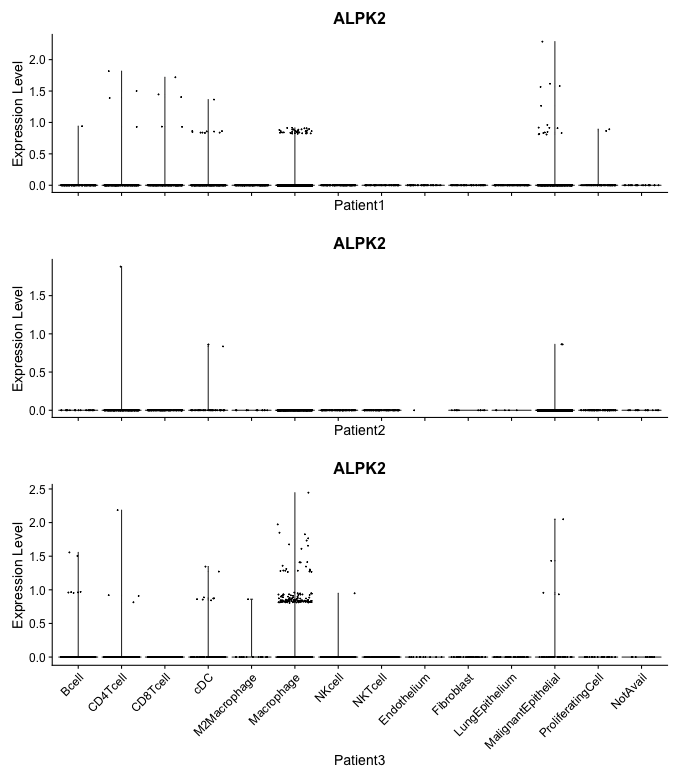 ALPK2
Expression Level
2.0
1.5
1.0
0.5
0.0
Patient1
ALPK2
Expression Level
1.5
1.0
0.5
0.0
Patient2
ALPK2
Expression Level
2.5
2.0
1.5
1.0
0.5
0.0
Bcell
CD4Tcell
CD8Tcell
cDC
M2Macrophage
Macrophage
NKcell
NKTcell
Endothelium
Fibroblast
LungEpithelium
MalignantEpithelial
ProliferatingCell
NotAvail
Patient3